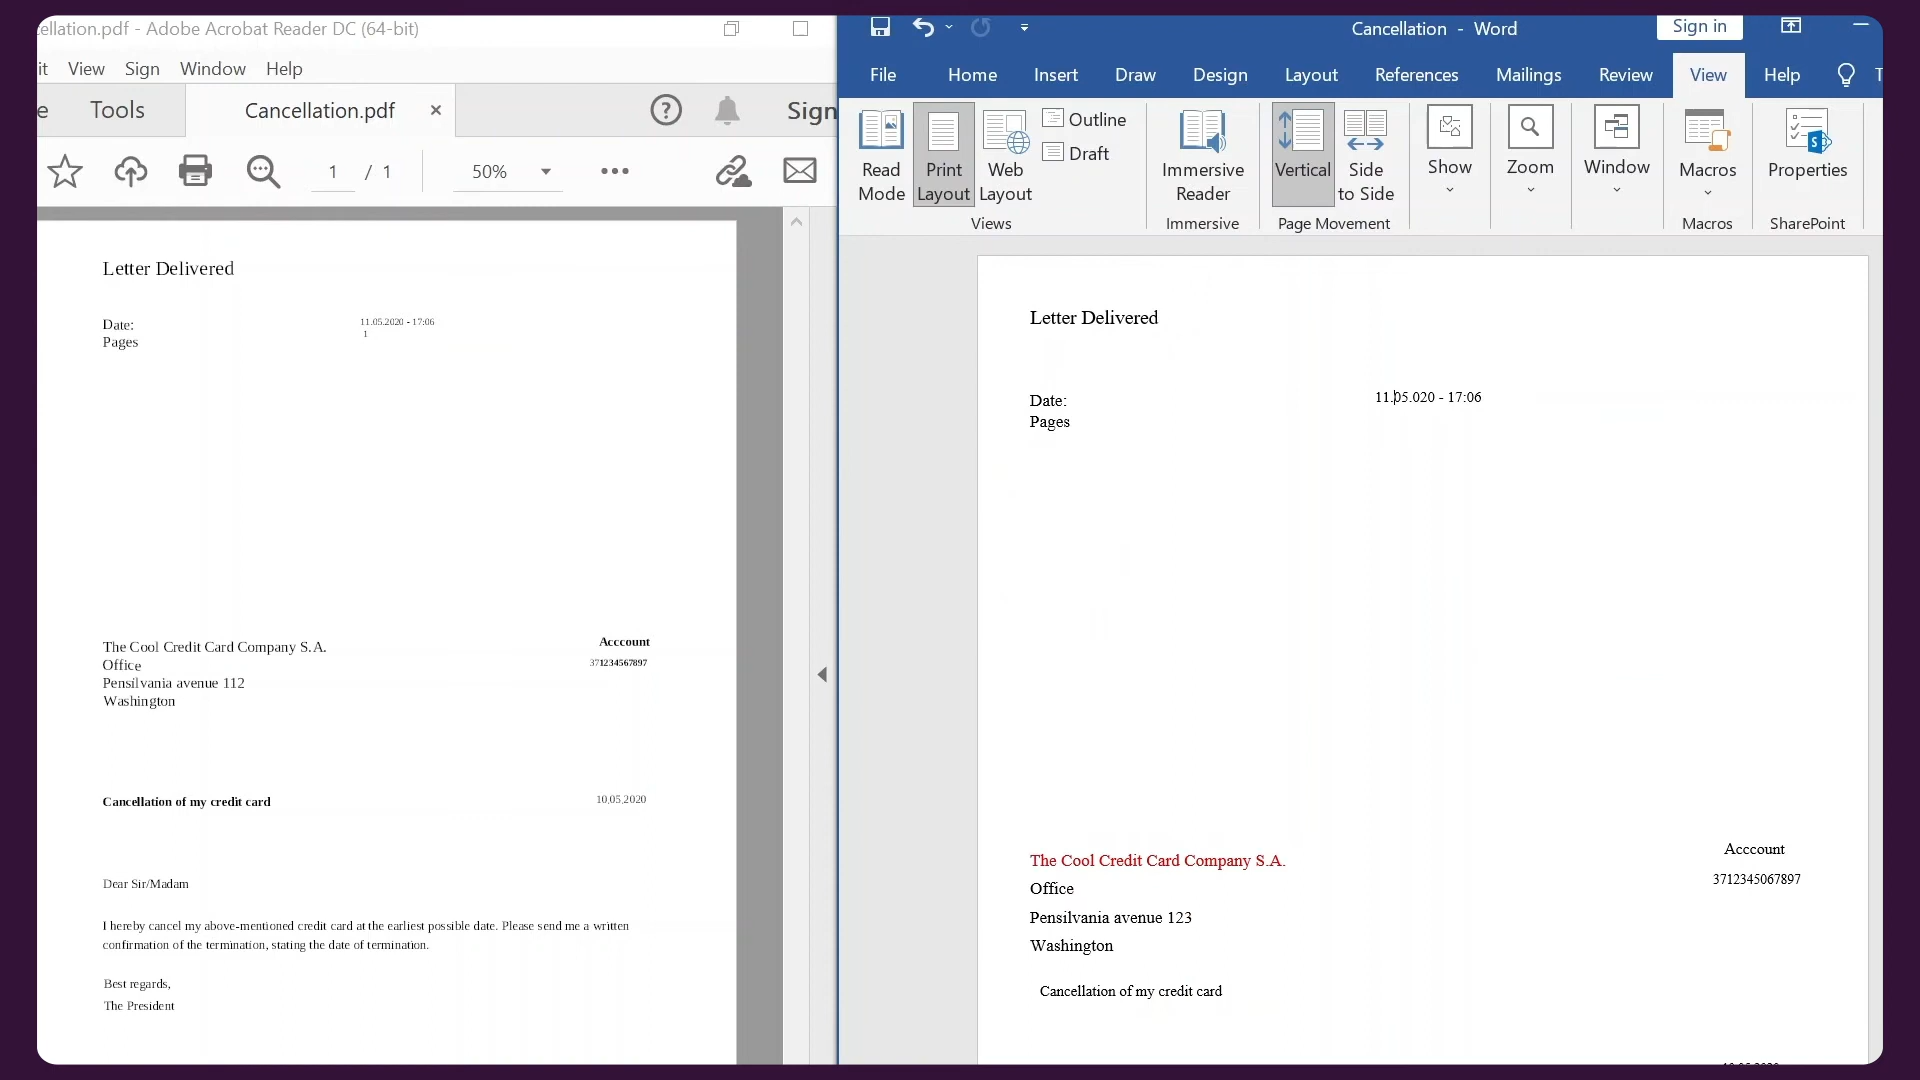 ellation.pdf - Adobe Acrobat Reader DC (64-bit)
it View Sign Window Help
e Tools Cancellation.pdf × ? Sign
1 / 1 50%
Letter Delivered
Date: 11.05.2020 - 17:06
1
Pages
The Cool Credit Card Company S.A. Acccount
Office 371234567897
Pensilvania avenue 112
Washington
Cancellation of my credit card 10.05.2020
Dear Sir/Madam
I hereby cancel my above-mentioned credit card at the earliest possible date. Please send me a written
confirmation of the termination, stating the date of termination.
Best regards,
The President
Cancellation - Word Sign in
File Home Insert Draw Design Layout References Mailings Review View Help T
Read Mode Print Layout Web Layout Outline Draft Immersive Reader Vertical Side to Side Show Zoom Window Macros Properties
Views Immersive Page Movement Macros SharePoint
Letter Delivered
Date: 11.05.020 - 17:06
Pages
The Cool Credit Card Company S.A. Acccount
Office 3712345067897
Pensilvania avenue 123
Washington
Cancellation of my credit card